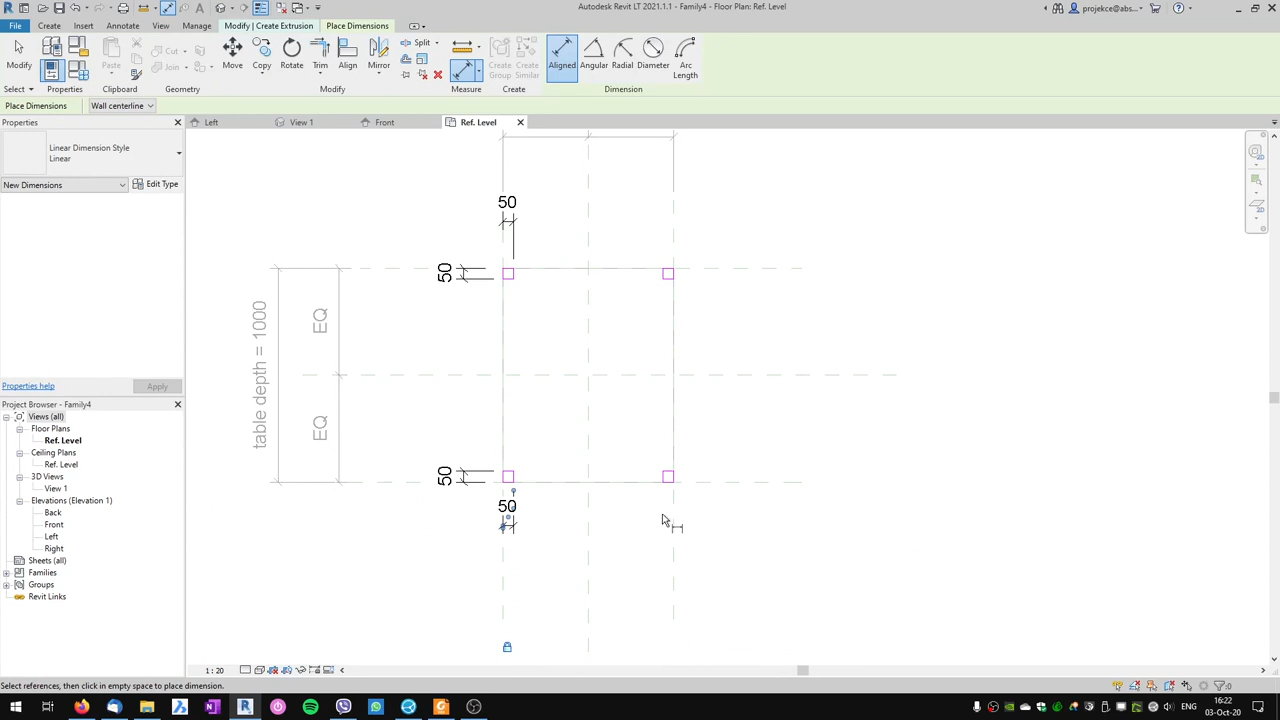 Autodesk Revit LT 2021.1.1 - Family4 - Floor Plan: Ref. Level
projekce@abs...
File Create Insert Annotate View Manage Modify | Create Extrusion Place Dimensions
Modify
Paste
Cut
Join
Move
Copy
Rotate
Trim
Align
Mirror
Split
Create Group
Create Similar
Aligned
Angular
Radial
Diameter
Arc Length
Select Properties Clipboard Geometry Modify Measure Create Dimension
Place Dimensions Wall centerline
Properties
Left View 1 Front Ref. Level
Linear Dimension Style
Linear
New Dimensions Edit Type
Properties help Apply
Project Browser - Family4
Views (all)
Floor Plans
Ref. Level
Ceiling Plans
Ref. Level
3D Views
View 1
Elevations (Elevation 1)
Back
Front
Left
Right
Sheets (all)
Families
Groups
Revit Links
50
50
table depth = 1000
EQ
EQ
50
50
1 : 20
Select references, then click in empty space to place dimension.
:0
ENG
16:22
03-Oct-20